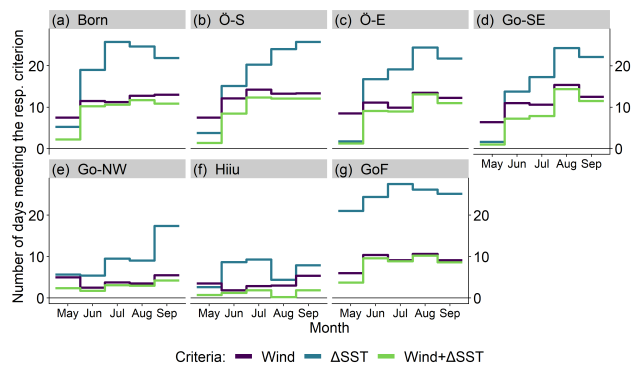 (a) Born
(b) Ö-S
(c) Ö-E
(d) Go-SE
20
10
0
20
10
0
May Jun Jul Aug Sep
(e) Go-NW
(f) Hiiu
(g) GoF
20
10
0
20
10
0
May Jun Jul Aug Sep
May Jun Jul Aug Sep
May Jun Jul Aug Sep
Number of days meeting the resp. criterion
Month
Criteria: Wind ΔSST Wind+ΔSST